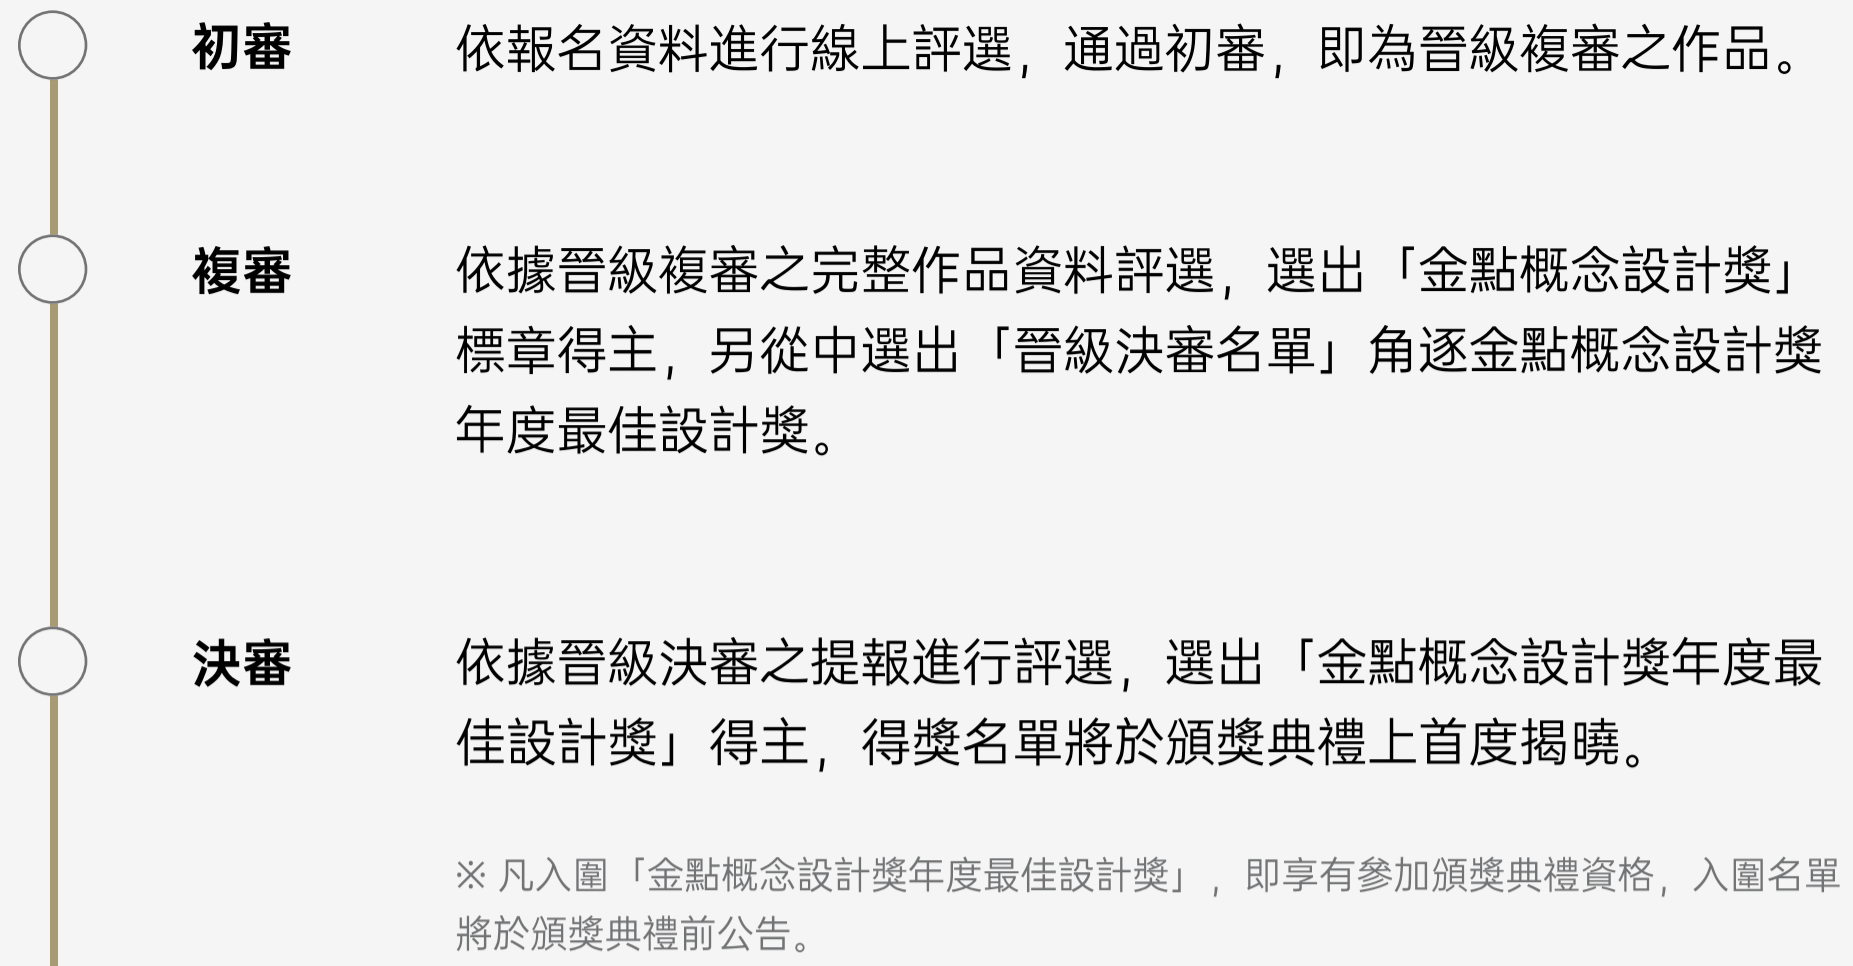 初審
依報名資料進行線上評選，通過初審，即為晉級複審之作品。
複審
依據晉級複審之完整作品資料評選，選出「金點概念設計獎」
標章得主，另從中選出「晉級決審名單」角逐金點概念設計獎
年度最佳設計獎。
決審
依據晉級決審之提報進行評選，選出「金點概念設計獎年度最
佳設計獎」得主，得獎名單將於頒獎典禮上首度揭曉。
※ 凡入圍「金點概念設計獎年度最佳設計獎」，即享有參加頒獎典禮資格，入圍名單
將於頒獎典禮前公告。